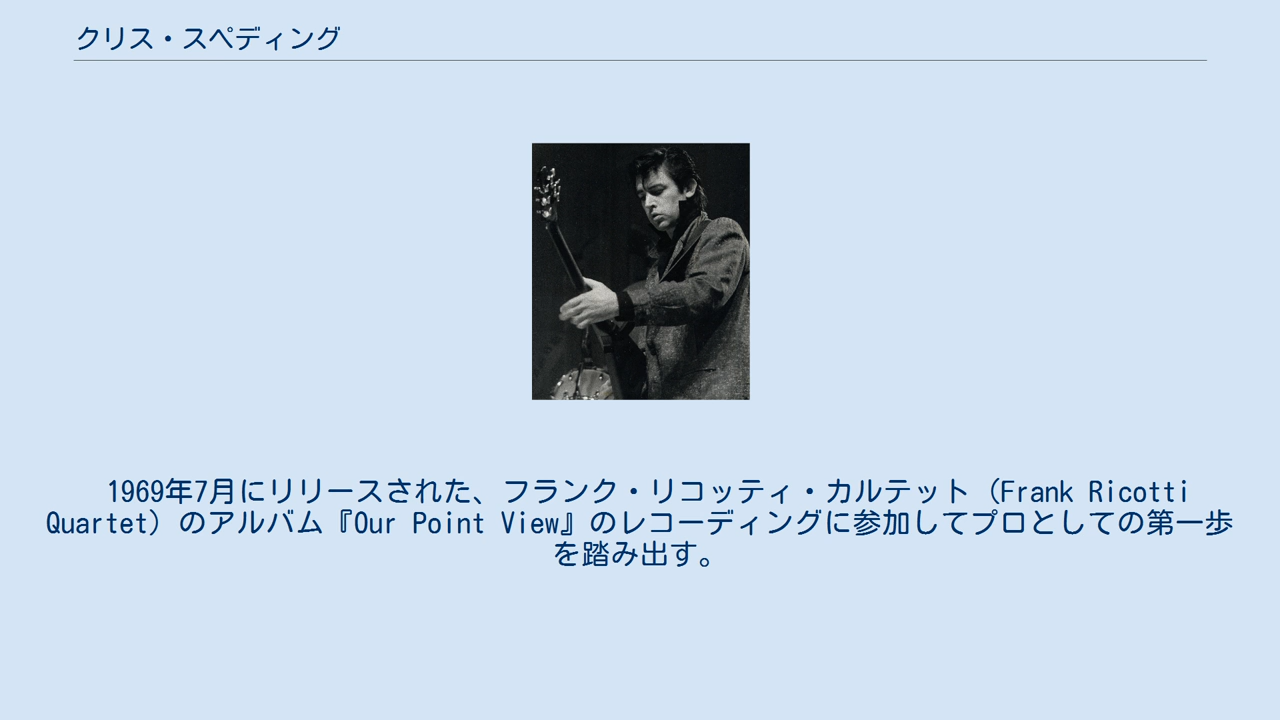 クリス・スペディング
1969年7月にリリースされた、フランク・リコッティ・カルテット（Frank Ricotti
Quartet）のアルバム『Our Point View』のレコーディングに参加してプロとしての第一歩
を踏み出す。